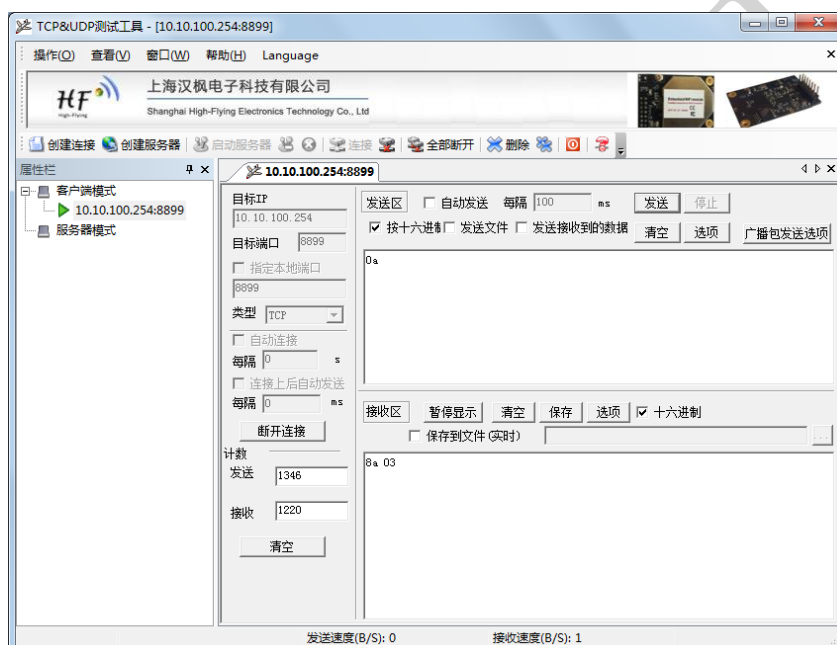 TCP&UDP测试工具 - [10.10.100.254:8899]
操作(O) 查看(V) 窗口(W) 帮助(H) Language
HF
High-Flying
上海汉枫电子科技有限公司
Shanghai High-Flying Electronics Technology Co., Ltd
创建连接 创建服务器 启动服务器 连接 全部断开 删除
属性栏
客户端模式
10.10.100.254:8899
服务器模式
10.10.100.254:8899
目标IP
10.10.100.254
目标端口 8899
指定本地端口
8899
类型 TCP
自动连接
每隔 0 s
连接上后自动发送
每隔 0 ms
断开连接
计数
发送 1346
接收 1220
清空
发送区 自动发送 每隔 100 ms 发送 停止
按十六进制 发送文件 发送接收到的数据 清空 选项 广播包发送选项
0a
接收区 暂停显示 清空 保存 选项 十六进制
保存到文件(实时) ...
8a 03
发送速度(B/S): 0 接收速度(B/S): 1